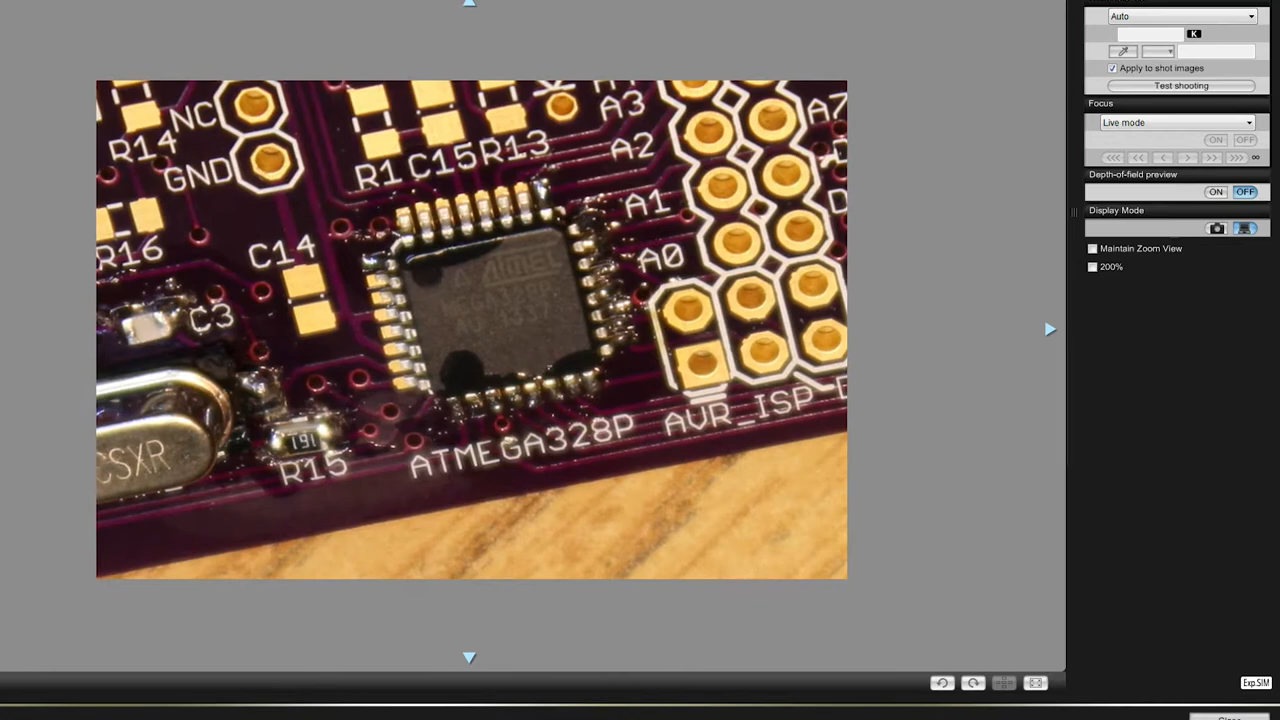 Auto
K
Apply to shot images
Test shooting
Focus
Live mode
ON OFF
<<< << < > >> >>> ∞
Depth-of-field preview
ON OFF
Display Mode
Maintain Zoom View
200%
Exp.SIM
NC
R14
GND
R1 C15 R13
A3
A7
A2
A1
A0
R16
C14
C3
CSXR
191
R15
ATMEGA328P
AVR_ISP